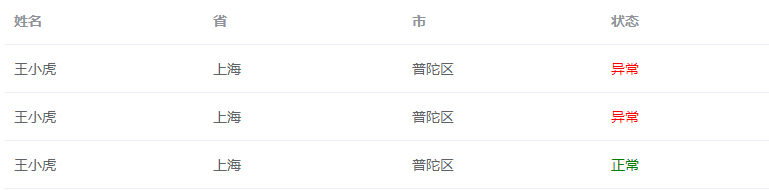 姓名 省 市 状态
王小虎 上海 普陀区 异常
王小虎 上海 普陀区 异常
王小虎 上海 普陀区 正常